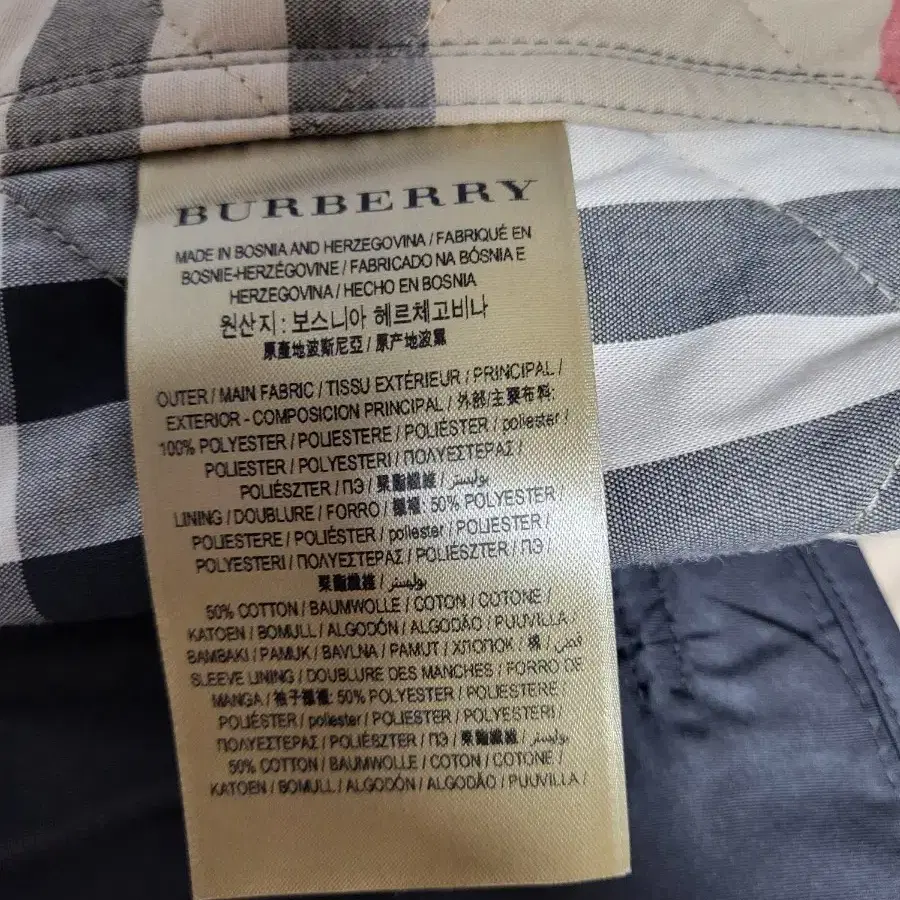 BURBERRY
MADE IN BOSNIA AND HERZEGOVINA / FABRIQUÉ EN
BOSNIE-HERZÉGOVINE / FABRICADO NA BÓSNIA E
HERZEGOVINA / HECHO EN BOSNIA
원산지 : 보스니아 헤르체고비나
原產地波斯尼亞 / 原产地波黑
OUTER / MAIN FABRIC / TISSU EXTÉRIEUR / PRINCIPAL /
EXTERIOR - COMPOSICION PRINCIPAL / 外部/主要布料:
100% POLYESTER / POLIESTERE / POLIÉSTER / poliester /
POLIESTER / POLYESTERI / ΠΟΛΥΕΣΤΕΡΑΣ /
POLIÉSZTER / ПЭ / 聚酯纖維 / بوليستر /
LINING / DOUBLURE / FORRO / 襯裡: 50% POLYESTER /
POLIESTERE / POLIÉSTER / poliester / POLIESTER /
POLYESTERI / ΠΟΛΥΕΣΤΕΡΑΣ / POLIÉSZTER / ПЭ /
聚酯纖維 / بوليستر /
50% COTTON / BAUMWOLLE / COTON / COTONE /
KATOEN / BOMULL / ALGODÓN / ALGODÃO / PUUVILLA /
BAMBAKI / PAMUK / BAVLNA / PAMUT / ХЛОПОК / 棉 / قطن /
SLEEVE LINING / DOUBLURE DES MANCHES / FORRO DE
MANGA / 袖子襯裡: 50% POLYESTER / POLIESTERE /
POLIÉSTER / poliester / POLIESTER / POLYESTERI /
ΠΟΛΥΕΣΤΕΡΑΣ / POLIÉSZTER / ПЭ / 聚酯纖維 / بوليستر /
50% COTTON / BAUMWOLLE / COTON / COTONE /
KATOEN / BOMULL / ALGODÓN / ALGODÃO / PUUVILLA /